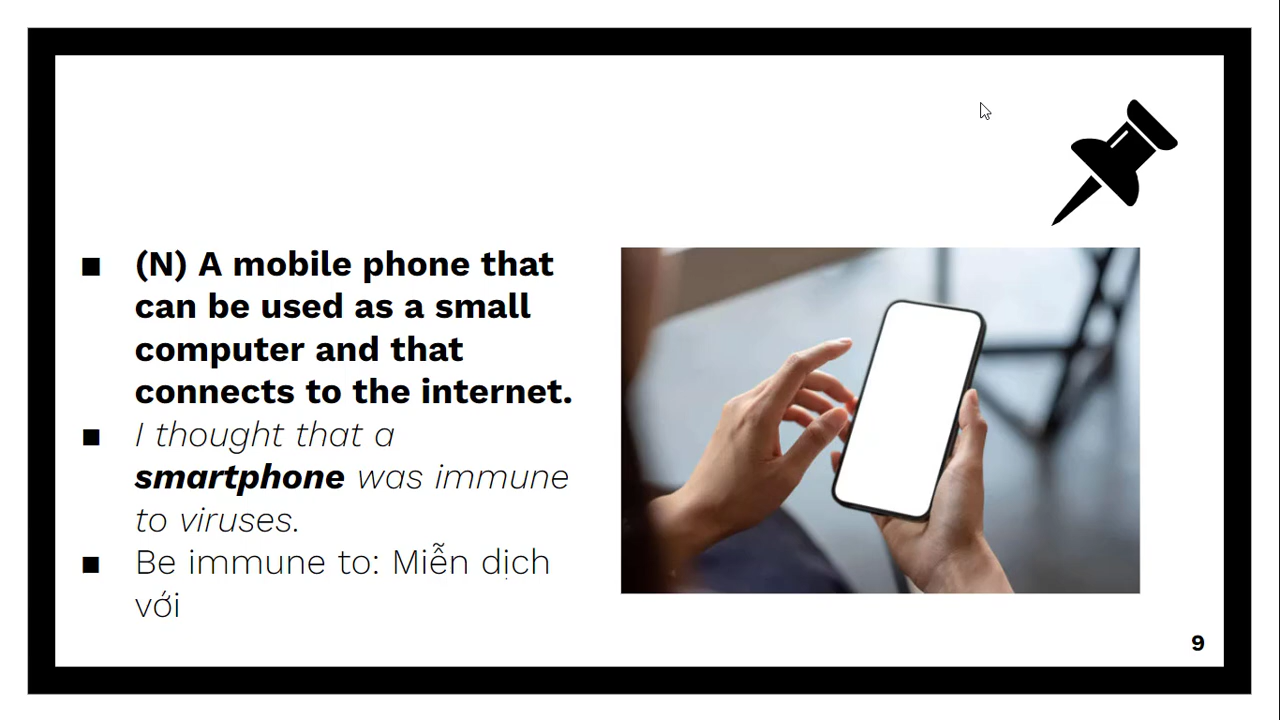 ■ (N) A mobile phone that
can be used as a small
computer and that
connects to the internet.
■ I thought that a
smartphone was immune
to viruses.
■ Be immune to: Miễn dịch
với
9